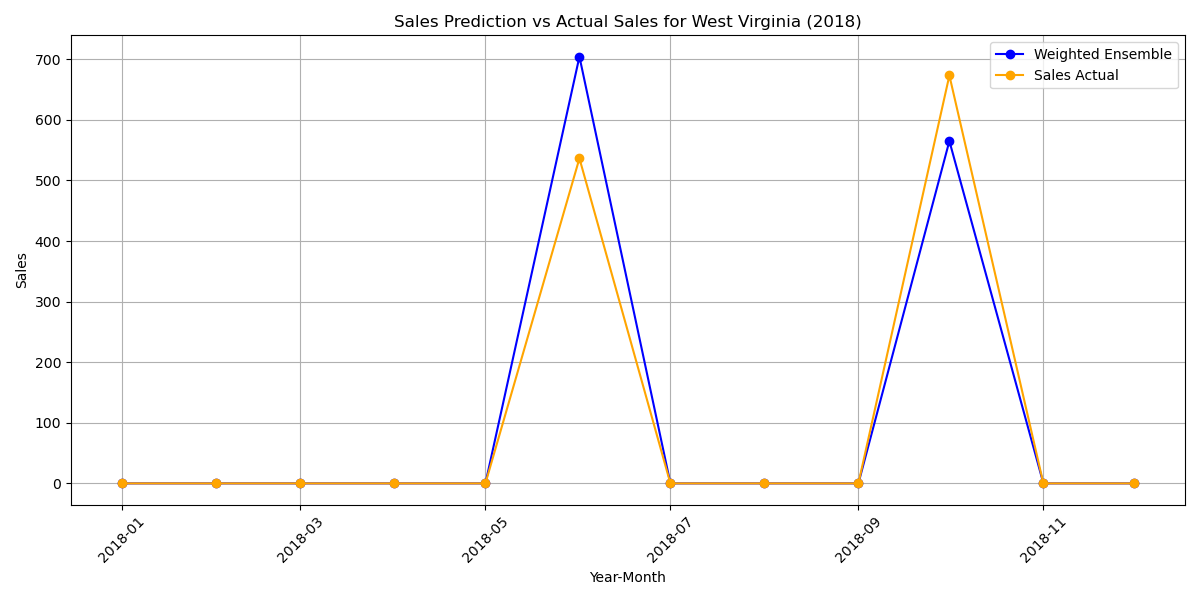 Sales Prediction vs Actual Sales for West Virginia (2018)
Weighted Ensemble
Sales Actual
Sales
700
600
500
400
300
200
100
0
2018-01
2018-03
2018-05
2018-07
2018-09
2018-11
Year-Month